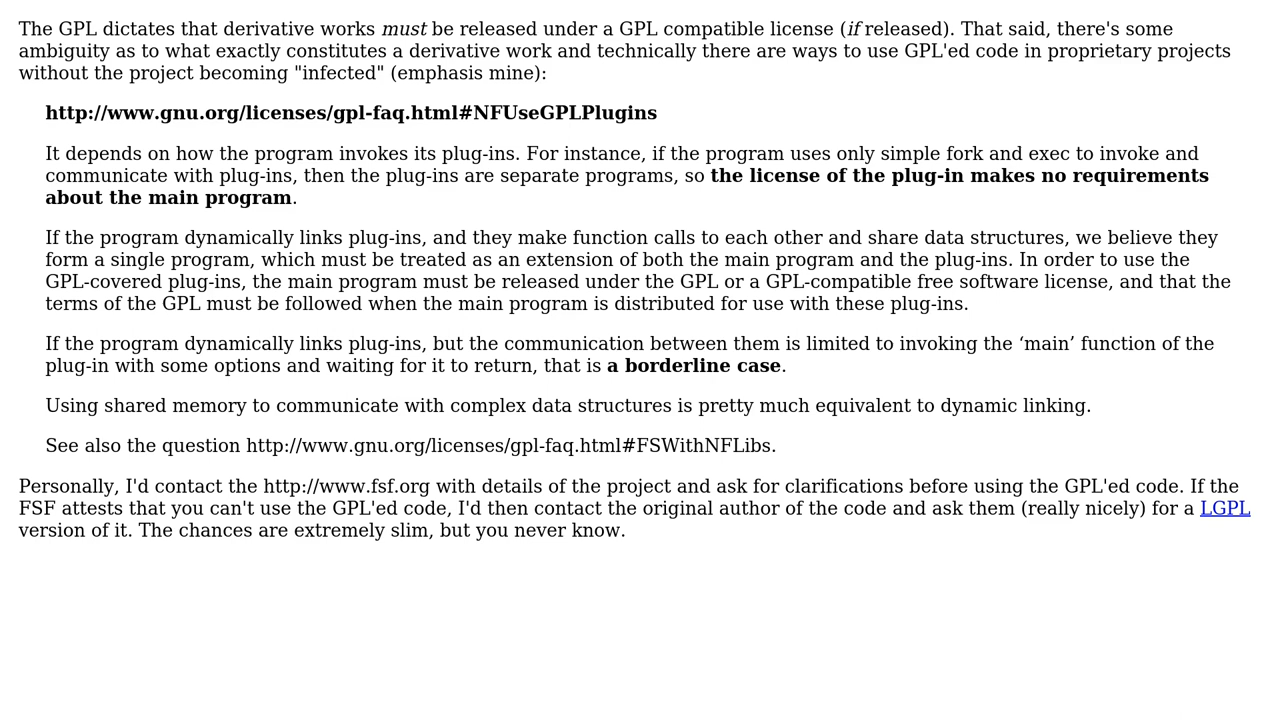 The GPL dictates that derivative works must be released under a GPL compatible license (if released). That said, there's some
ambiguity as to what exactly constitutes a derivative work and technically there are ways to use GPL'ed code in proprietary projects
without the project becoming "infected" (emphasis mine):
http://www.gnu.org/licenses/gpl-faq.html#NFUseGPLPlugins
It depends on how the program invokes its plug-ins. For instance, if the program uses only simple fork and exec to invoke and
communicate with plug-ins, then the plug-ins are separate programs, so the license of the plug-in makes no requirements
about the main program.
If the program dynamically links plug-ins, and they make function calls to each other and share data structures, we believe they
form a single program, which must be treated as an extension of both the main program and the plug-ins. In order to use the
GPL-covered plug-ins, the main program must be released under the GPL or a GPL-compatible free software license, and that the
terms of the GPL must be followed when the main program is distributed for use with these plug-ins.
If the program dynamically links plug-ins, but the communication between them is limited to invoking the ‘main’ function of the
plug-in with some options and waiting for it to return, that is a borderline case.
Using shared memory to communicate with complex data structures is pretty much equivalent to dynamic linking.
See also the question http://www.gnu.org/licenses/gpl-faq.html#FSWithNFLibs.
Personally, I'd contact the http://www.fsf.org with details of the project and ask for clarifications before using the GPL'ed code. If the
FSF attests that you can't use the GPL'ed code, I'd then contact the original author of the code and ask them (really nicely) for a LGPL
version of it. The chances are extremely slim, but you never know.